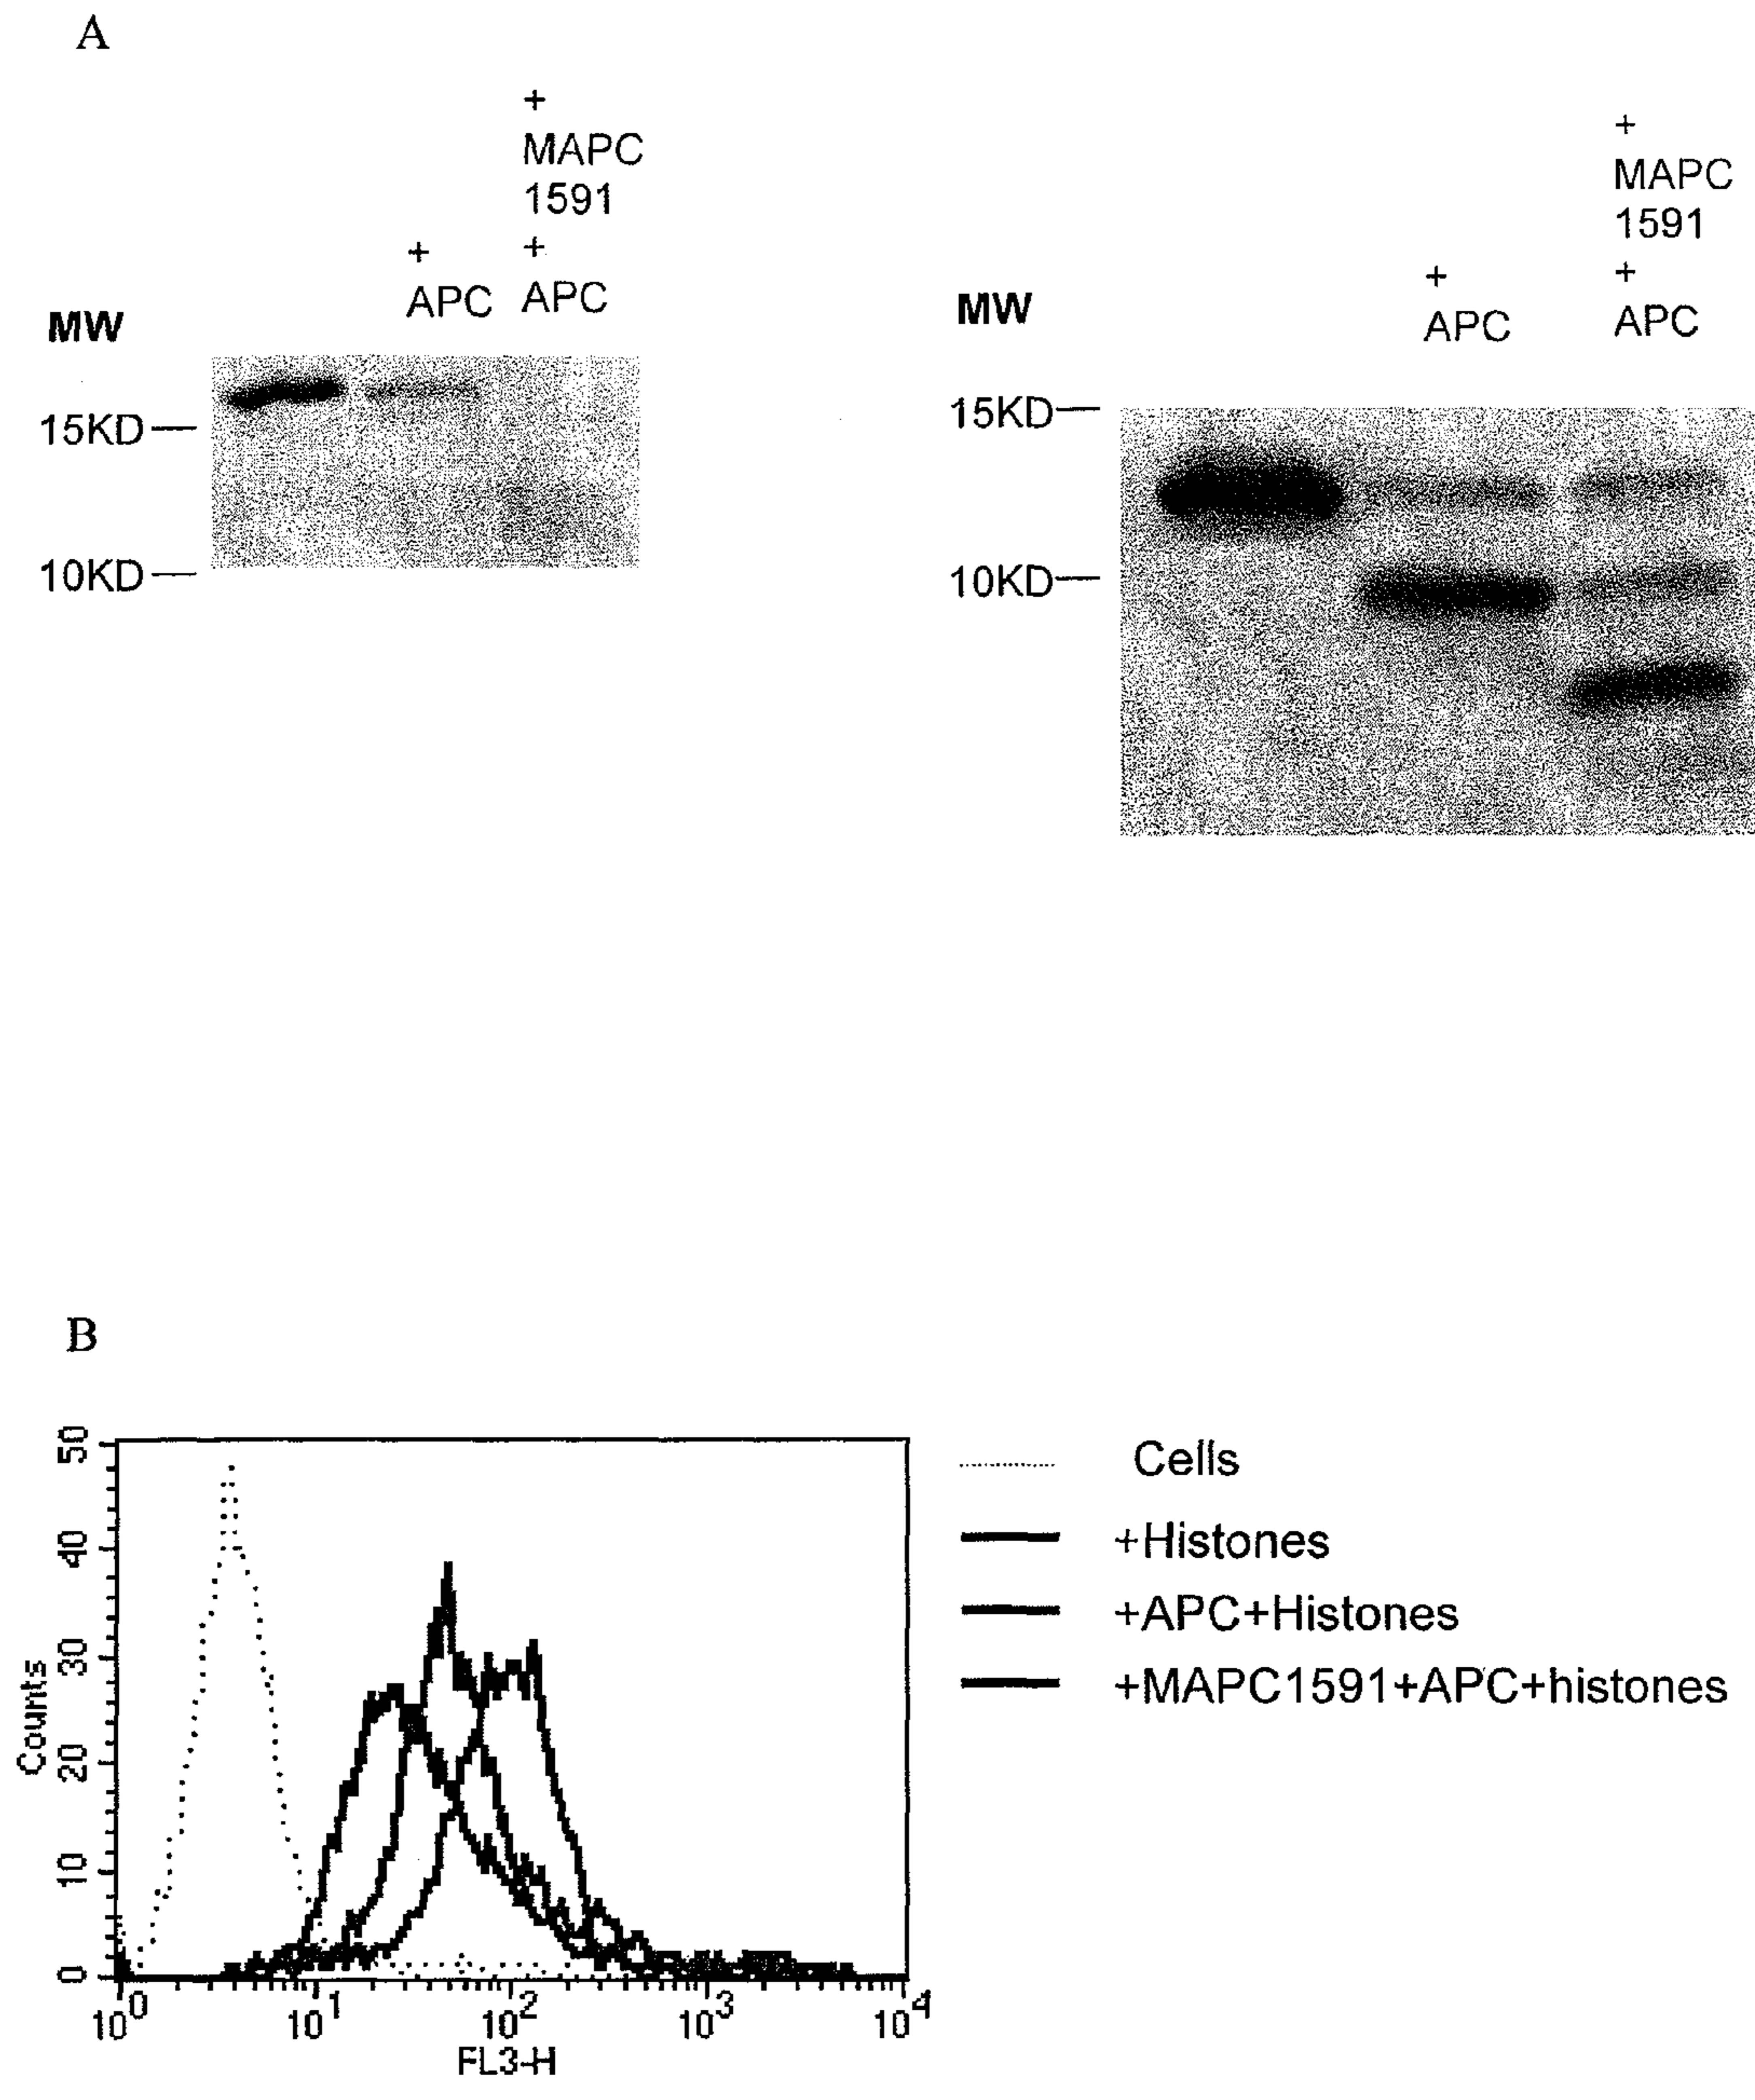 A
+
MAPC
1591
+
+
APC
APC
MW
15KD
10KD
+
MAPC
1591
+
+
APC
APC
MW
15KD
10KD
B
50
40
30
20
10
0
Counts
10^0
10^1
10^2
10^3
10^4
FL3-H
Cells
+Histones
+APC+Histones
+MAPC1591+APC+histones